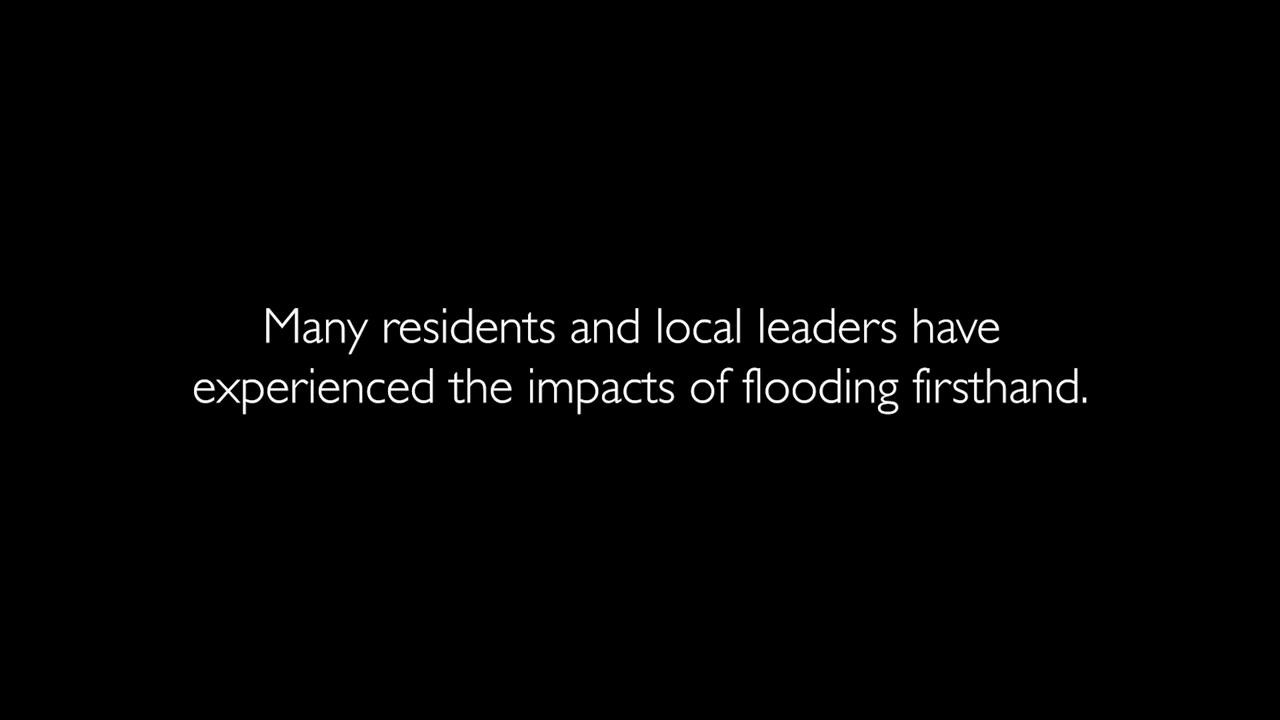 Many residents and local leaders have
experienced the impacts of flooding firsthand.